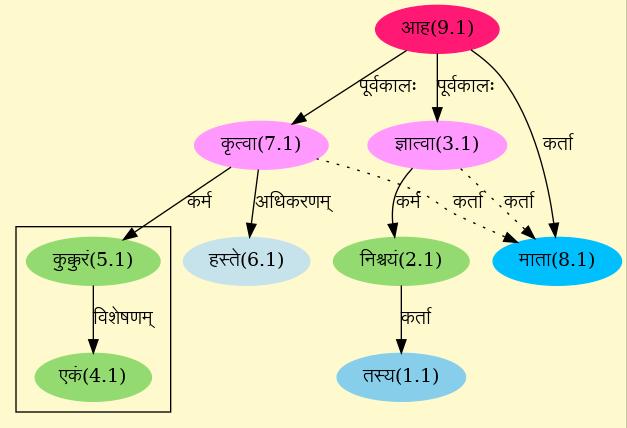 आह(9.1)
पूर्वकालः पूर्वकालः
कृत्वा(7.1) ज्ञात्वा(3.1) कर्ता
कर्म अधिकरणम् कर्म कर्ता कर्ता
कुक्कुरं(5.1) हस्ते(6.1) निश्चयं(2.1) माता(8.1)
विशेषणम् कर्ता
एकं(4.1) तस्य(1.1)